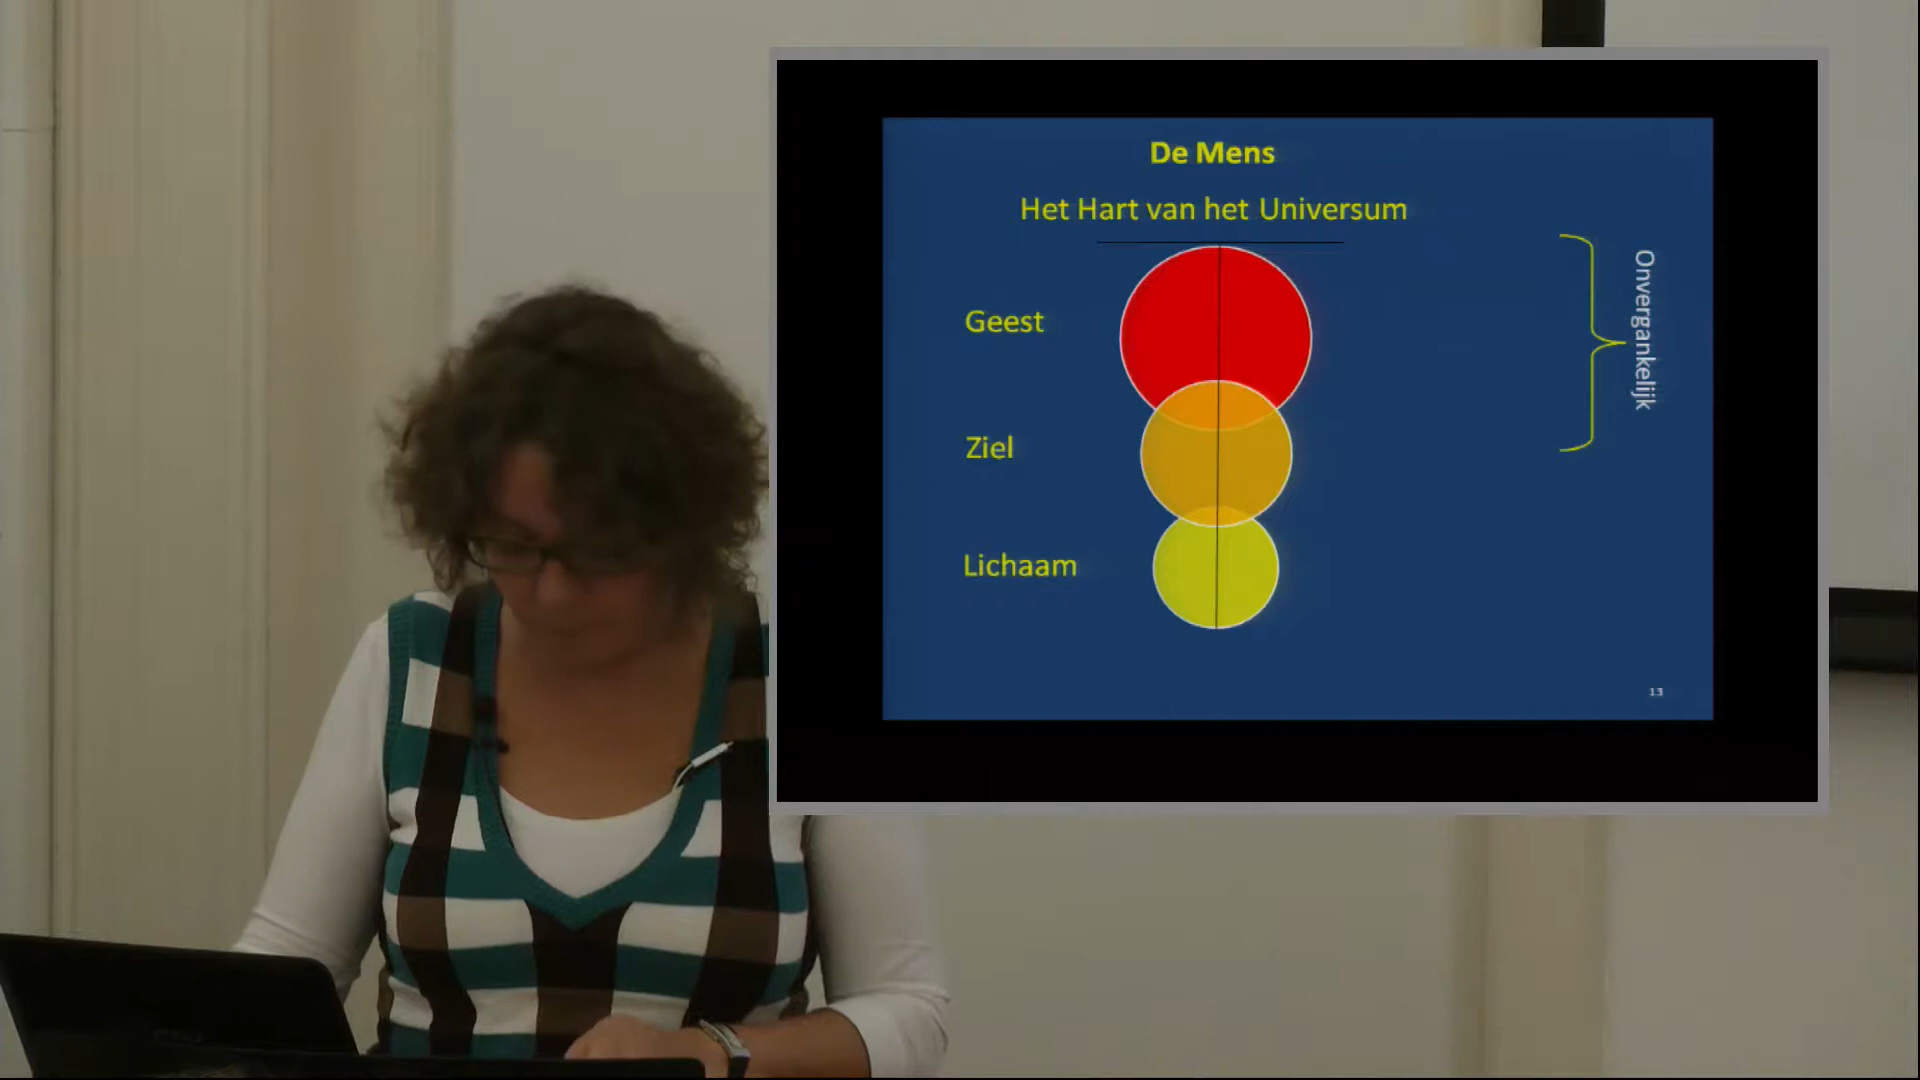 De Mens
Het Hart van het Universum
Geest
Onvergankelijk
Ziel
Lichaam
13